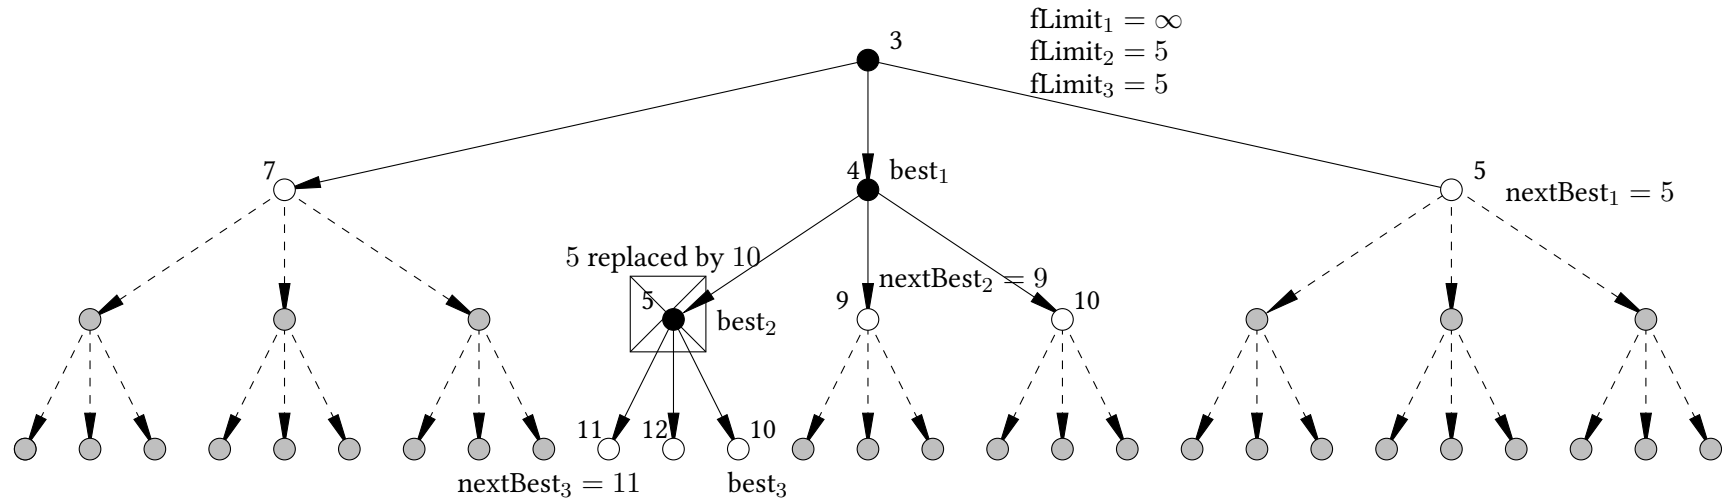 fLimit₁ = ∞
3
fLimit₂ = 5
fLimit₃ = 5
7
4
best₁
5
nextBest₁ = 5
5 replaced by 10
nextBest₂ = 9
5
best₂
9
10
11
12
10
nextBest₃ = 11
best₃